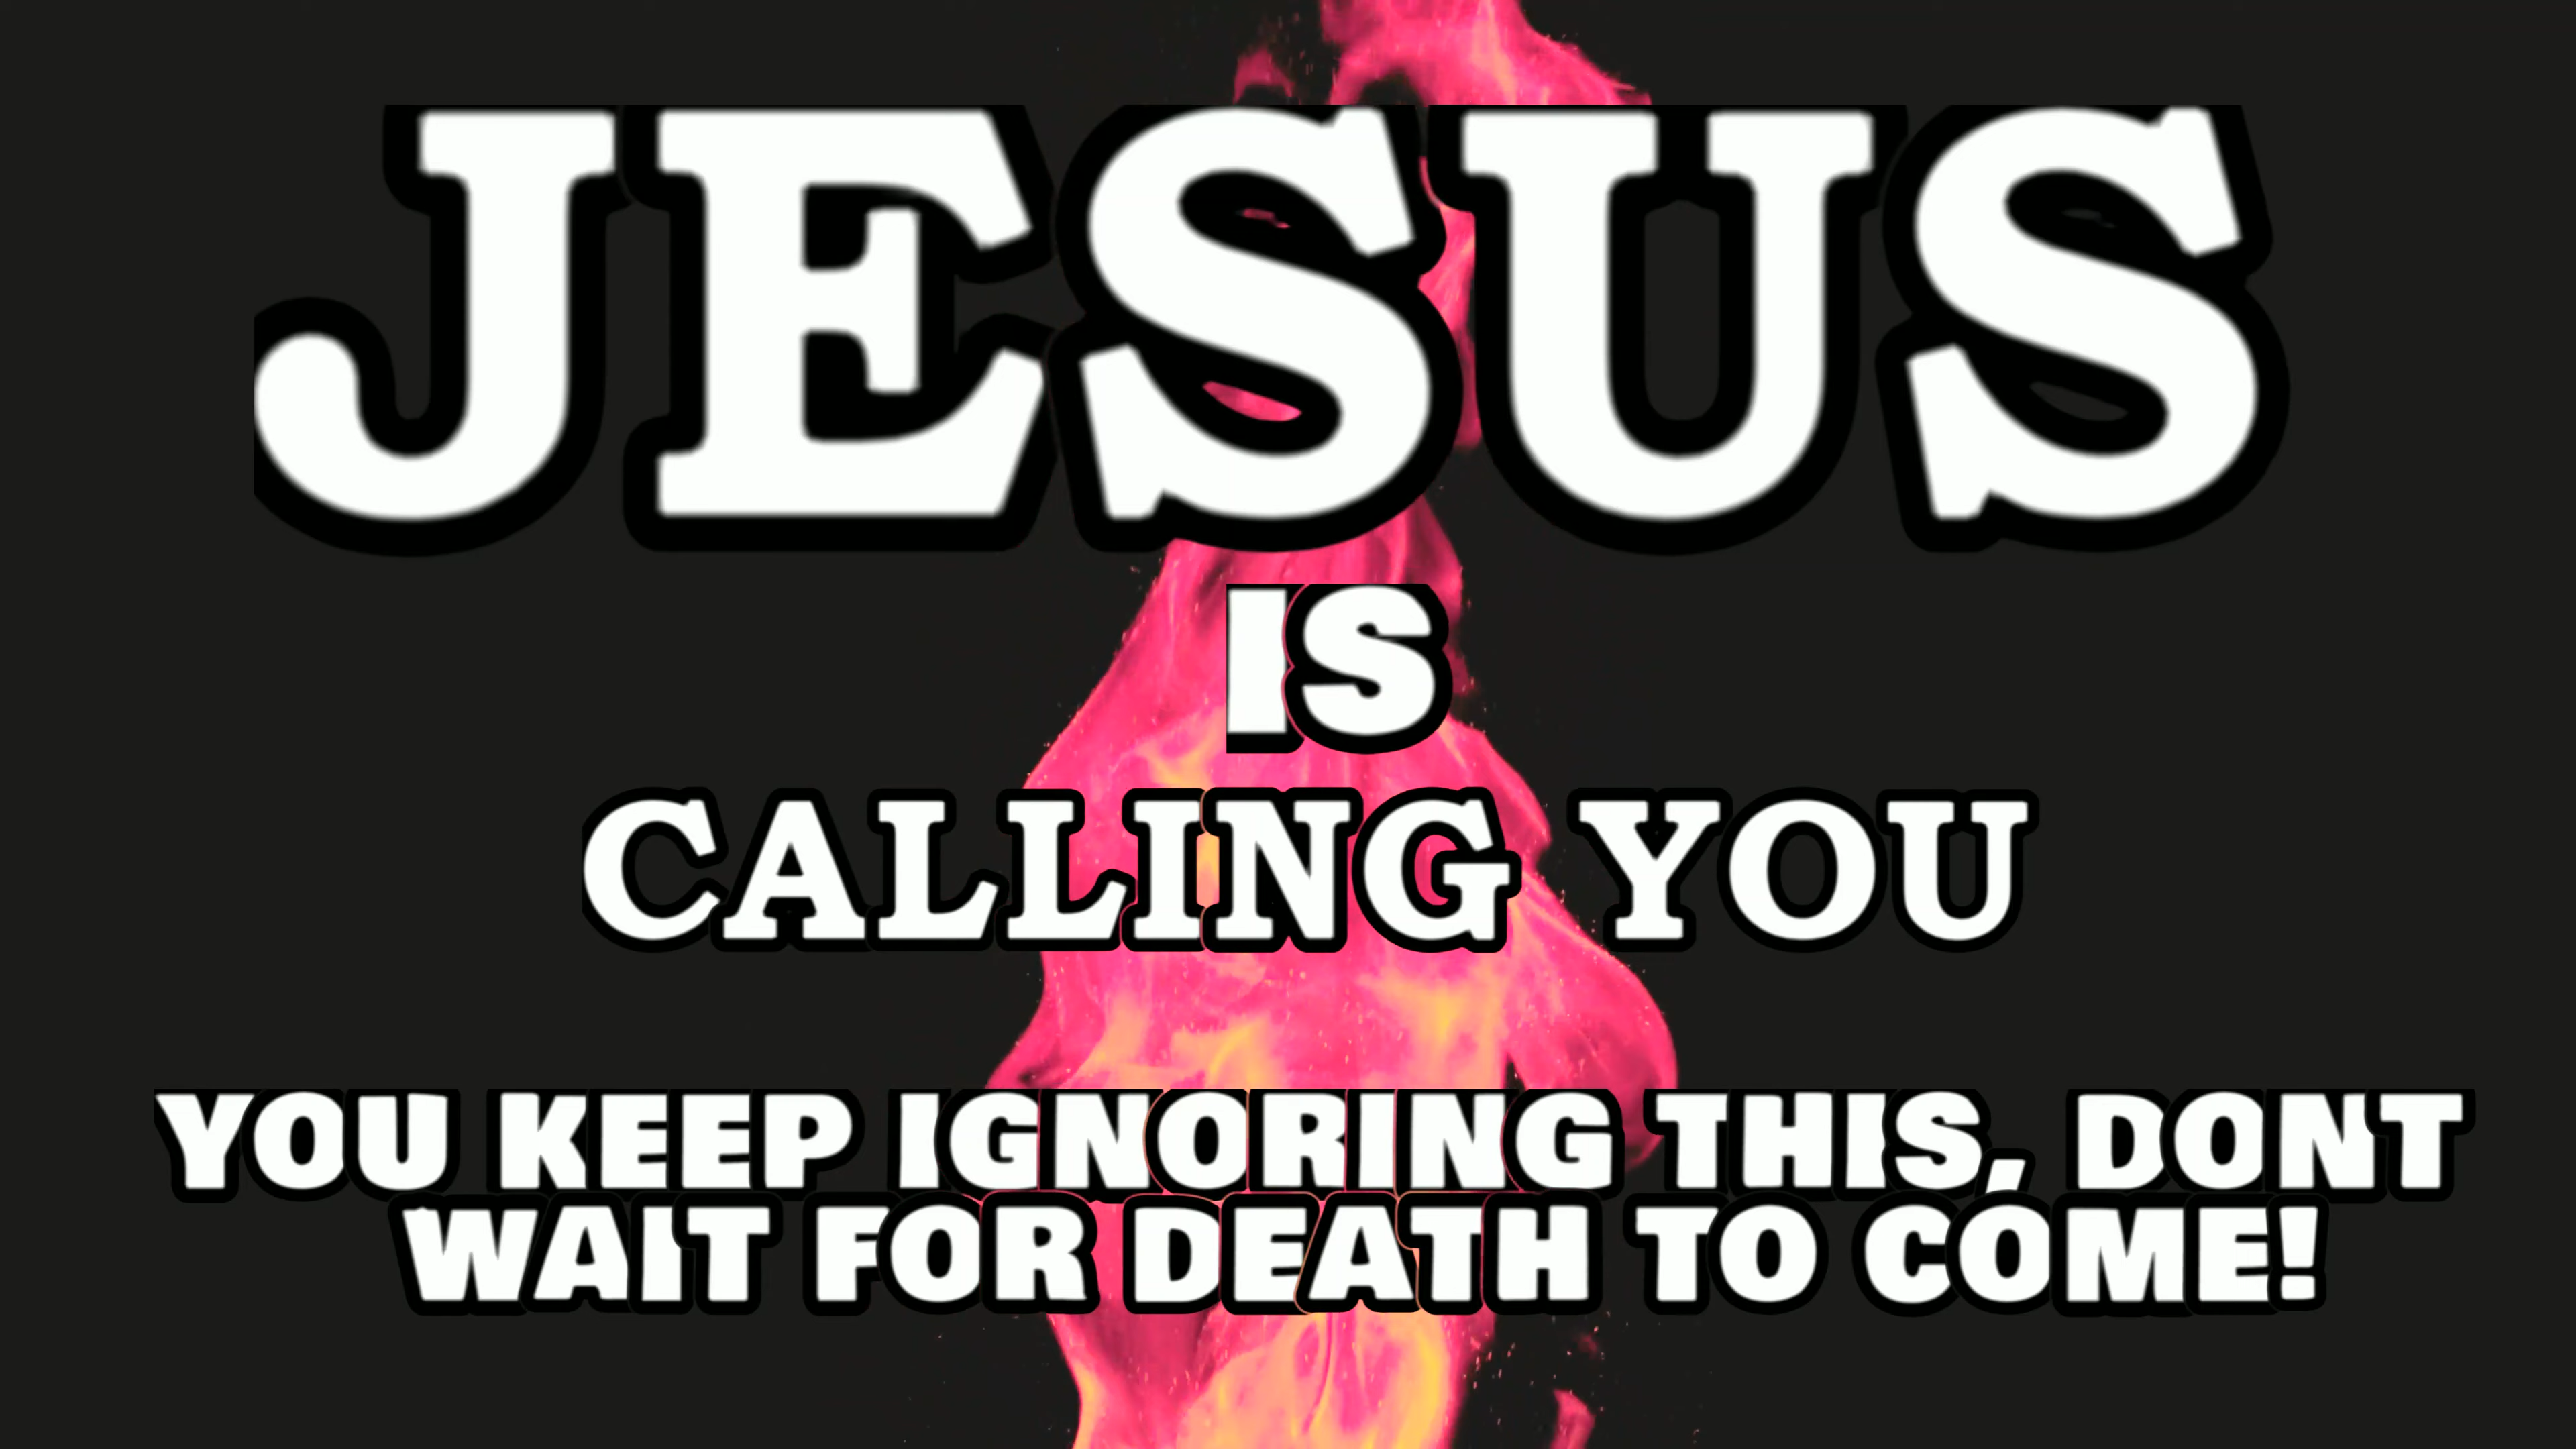 JESUS
IS
CALLING YOU
YOU KEEP IGNORING THIS, DONT
WAIT FOR DEATH TO COME!